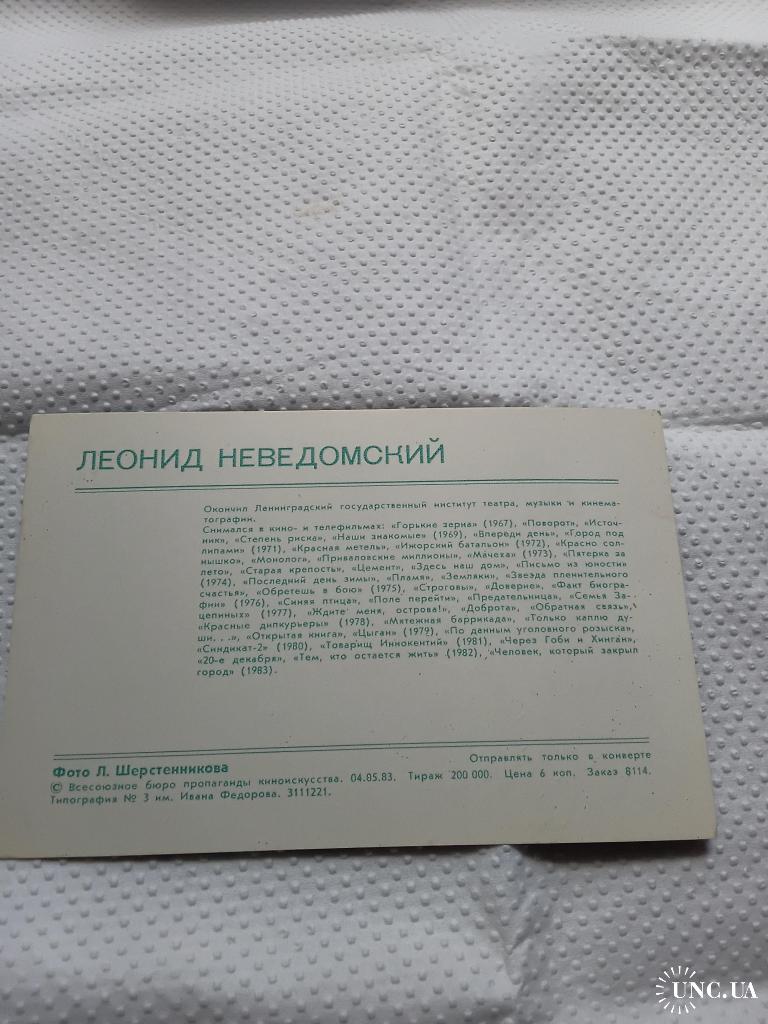 ЛЕОНИД НЕВЕДОМСКИЙ
Окончил Ленинградский государственный институт театра, музыки и кинема-
тографии.
Снимался в кино- и телефильмах: «Горькие зерна» (1967), «Поворот», «Источ-
ник», «Степень риска», «Наши знакомые» (1969), «Впереди день», «Город под
липами» (1971), «Красная метель», «Ижорский батальон» (1972), «Красно сол-
нышко», «Монолог», «Приваловские миллионы», «Мачеха» (1973), «Пятерка за
лето», «Старая крепость», «Цемент», «Здесь наш дом», «Письмо из юности»
(1974), «Последний день зимы», «Пламя», «Земляки», «Звезда пленительного
счастья», «Обретешь в бою» (1975), «Строговы», «Доверие», «Факт биогра-
фии» (1976), «Синяя птица», «Поле перейти», «Предательница», «Семья За-
цепиных» (1977), «Ждите меня, острова!», «Доброта», «Обратная связь»,
«Красные дипкурьеры» (1978), «Мятежная баррикада», «Только каплю ду-
ши. . .», «Открытая книга», «Цыган» (1979), «По данным уголовного розыска»,
«Синдикат-2» (1980), «Товарищ Иннокентий» (1981), «Через Гоби и Хинган»,
«20-е декабря», «Тем, кто остается жить» (1982), «Человек, который закрыл
город» (1983).
Отправлять только в конверте
Фото Л. Шерстенникова
© Всесоюзное бюро пропаганды киноискусства. 04.05.83. Тираж 200 000. Цена 6 коп. Заказ 8114.
Типография № 3 им. Ивана Федорова. 3111221.
UNC.UA